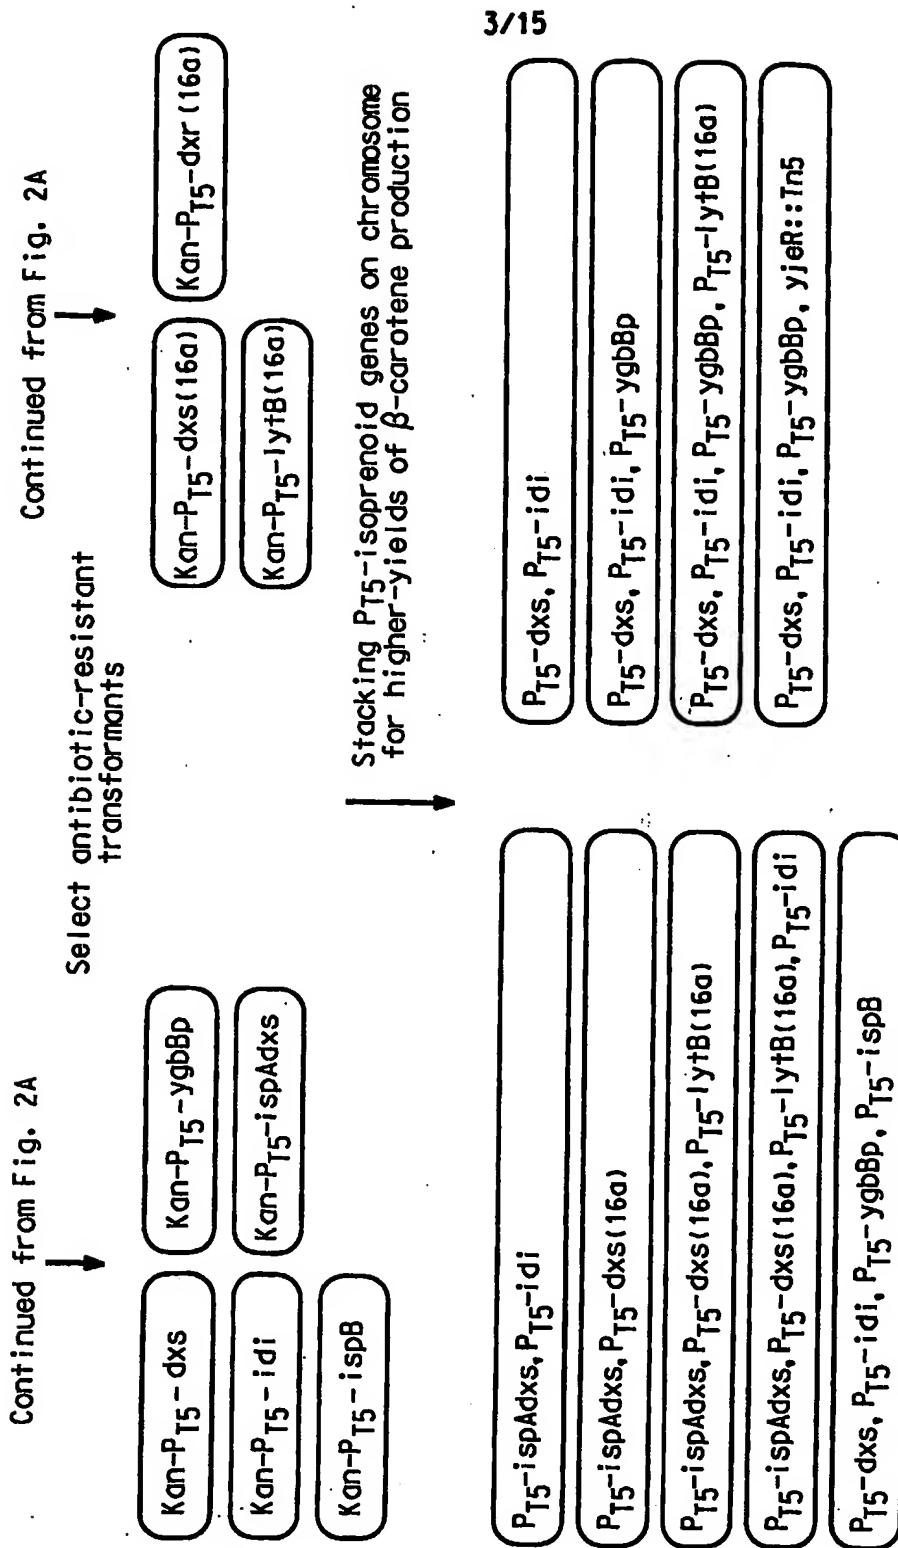 3/15
Continued from Fig. 2A
Continued from Fig. 2A
Select antibiotic-resistant
transformants
Kan-PT5-dxs
Kan-PT5-ygbBp
Kan-PT5-idi
Kan-PT5-ispAdxs
Kan-PT5-ispB
Kan-PT5-dxs(16a)
Kan-PT5-dxr(16a)
Kan-PT5-lytB(16a)
Stacking PT5-isoprenoid genes on chromosome
for higher-yields of β-carotene production
PT5-ispAdxs, PT5-idi
PT5-ispAdxs, PT5-dxs(16a)
PT5-ispAdxs, PT5-dxs(16a), PT5-lytB(16a)
PT5-ispAdxs, PT5-dxs(16a), PT5-lytB(16a), PT5-idi
PT5-dxs, PT5-idi, PT5-ygbBp, PT5-ispB
PT5-dxs, PT5-idi
PT5-dxs, PT5-idi, PT5-ygbBp
PT5-dxs, PT5-idi, PT5-ygbBp, PT5-lytB(16a)
PT5-dxs, PT5-idi, PT5-ygbBp, yjeR::Tn5